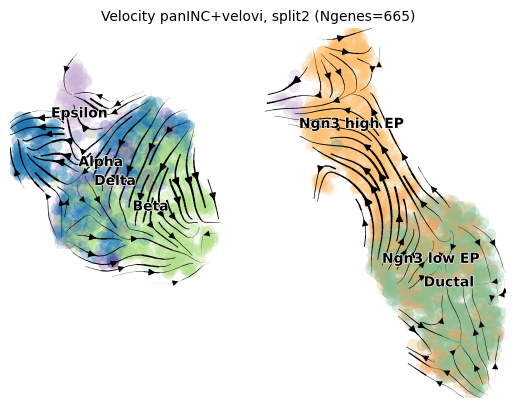 Velocity panINC+velovi, split2 (Ngenes=665)
Epsilon
Ngn3 high EP
Alpha
Delta
Beta
Ngn3 low EP
Ductal